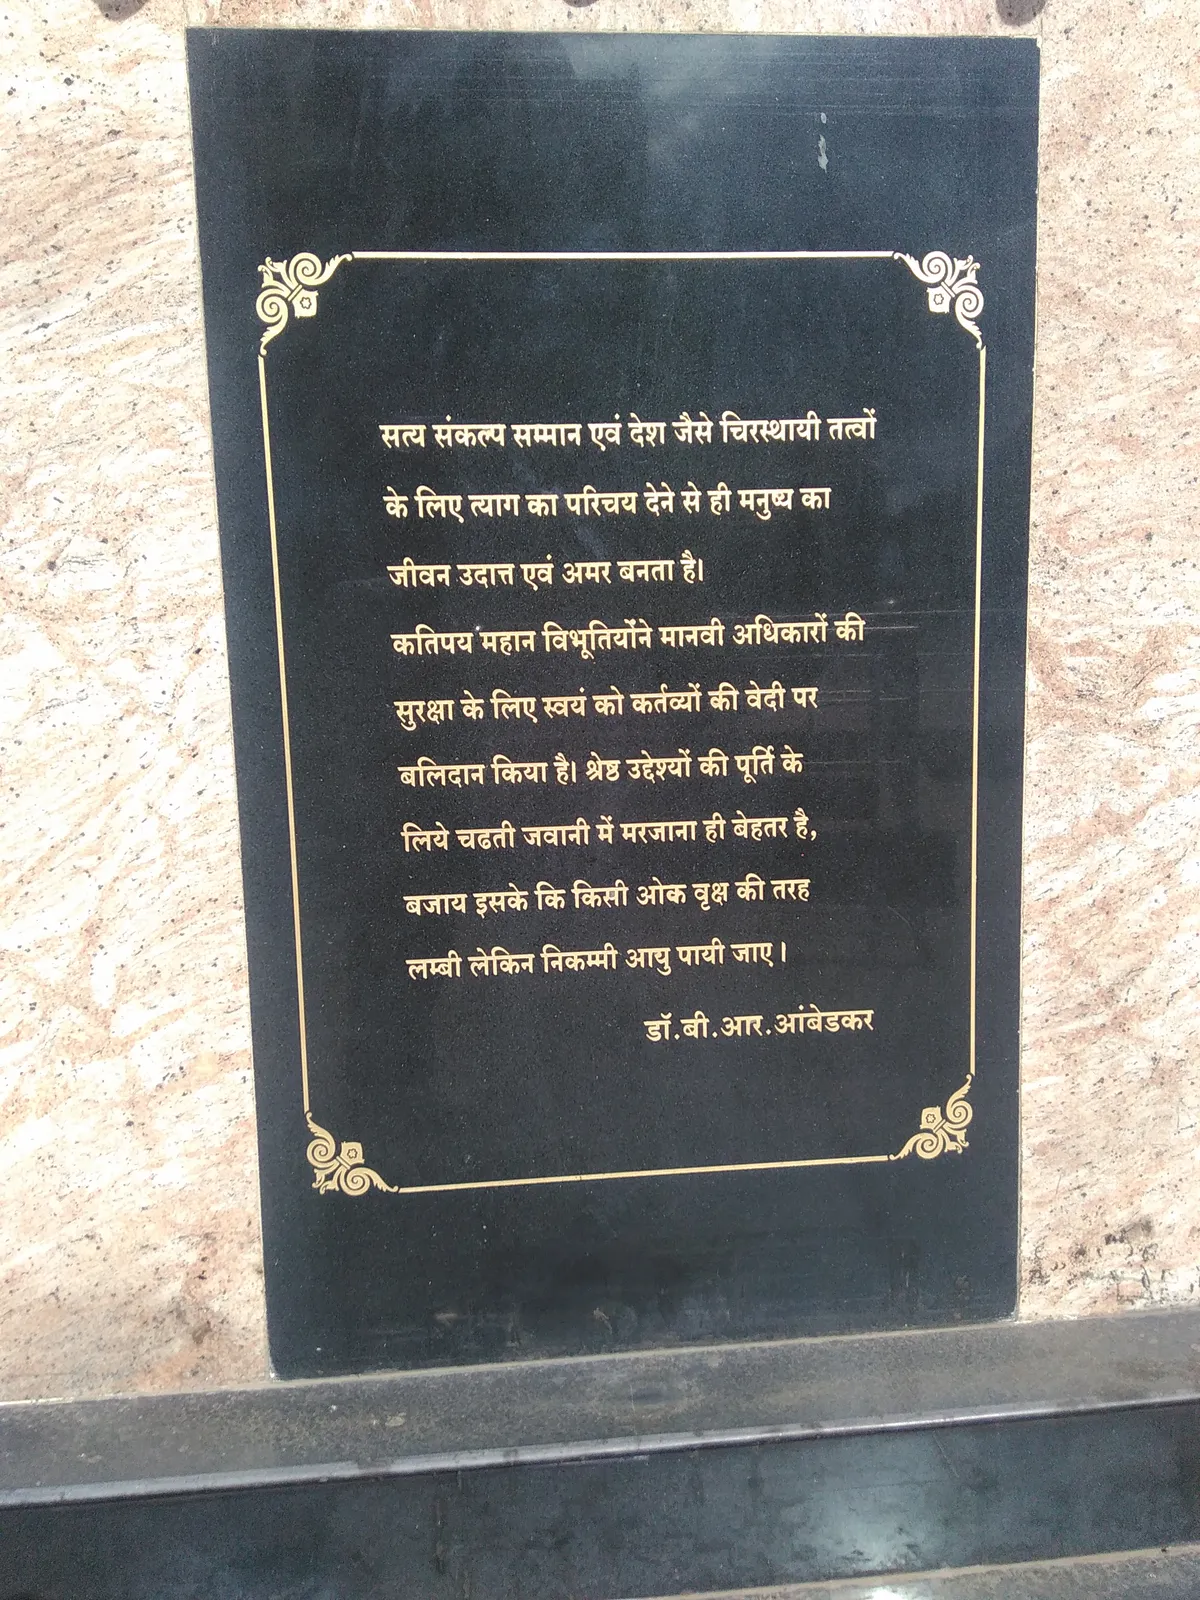 सत्य संकल्प सम्मान एवं देश जैसे चिरस्थायी तत्वों
के लिए त्याग का परिचय देने से ही मनुष्य का
जीवन उदात्त एवं अमर बनता है।
कतिपय महान विभूतियोंने मानवी अधिकारों की
सुरक्षा के लिए स्वयं को कर्तव्यों की वेदी पर
बलिदान किया है। श्रेष्ठ उद्देश्यों की पूर्ति के
लिये चढती जवानी में मरजाना ही बेहतर है,
बजाय इसके कि किसी ओक वृक्ष की तरह
लम्बी लेकिन निकम्मी आयु पायी जाए।
डॉ.बी.आर.आंबेडकर